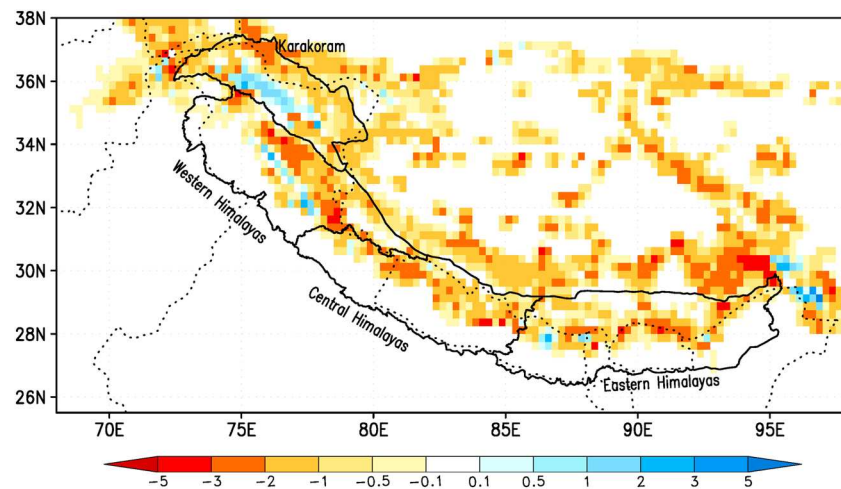 38N
Karakoram
36N
34N
Western Himalayas
32N
30N
Central Himalayas
28N
Eastern Himalayas
26N
70E 75E 80E 85E 90E 95E
-5 -3 -2 -1 -0.5 -0.1 0.1 0.5 1 2 3 5